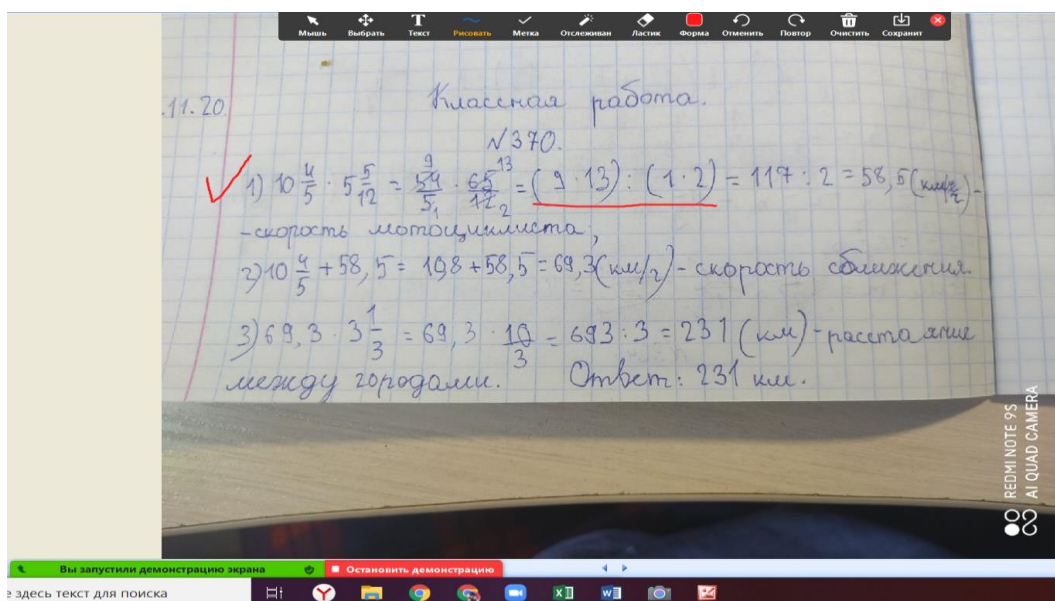 Мышь Выбрать Текст Рисовать Метка Отслеживан Ластик Форма Отменить Повтор Очистить Сохранит
.11.20. Классная работа.
№370.
1) 10 4/5 · 5 5/12 = 54/5 · 65/12 = (9 · 13) : (1 · 2) = 117 : 2 = 58,5 (км/ч) -
- скорость мотоциклиста;
2) 10 4/5 + 58,5 = 10,8 + 58,5 = 69,3 (км/ч) - скорость сближения.
3) 69,3 · 3 1/3 = 69,3 · 10/3 = 693 : 3 = 231 (км) - расстояние
между городами. Ответ: 231 км.
REDMI NOTE 9S
AI QUAD CAMERA
Вы запустили демонстрацию экрана Остановить демонстрацию
е здесь текст для поиска